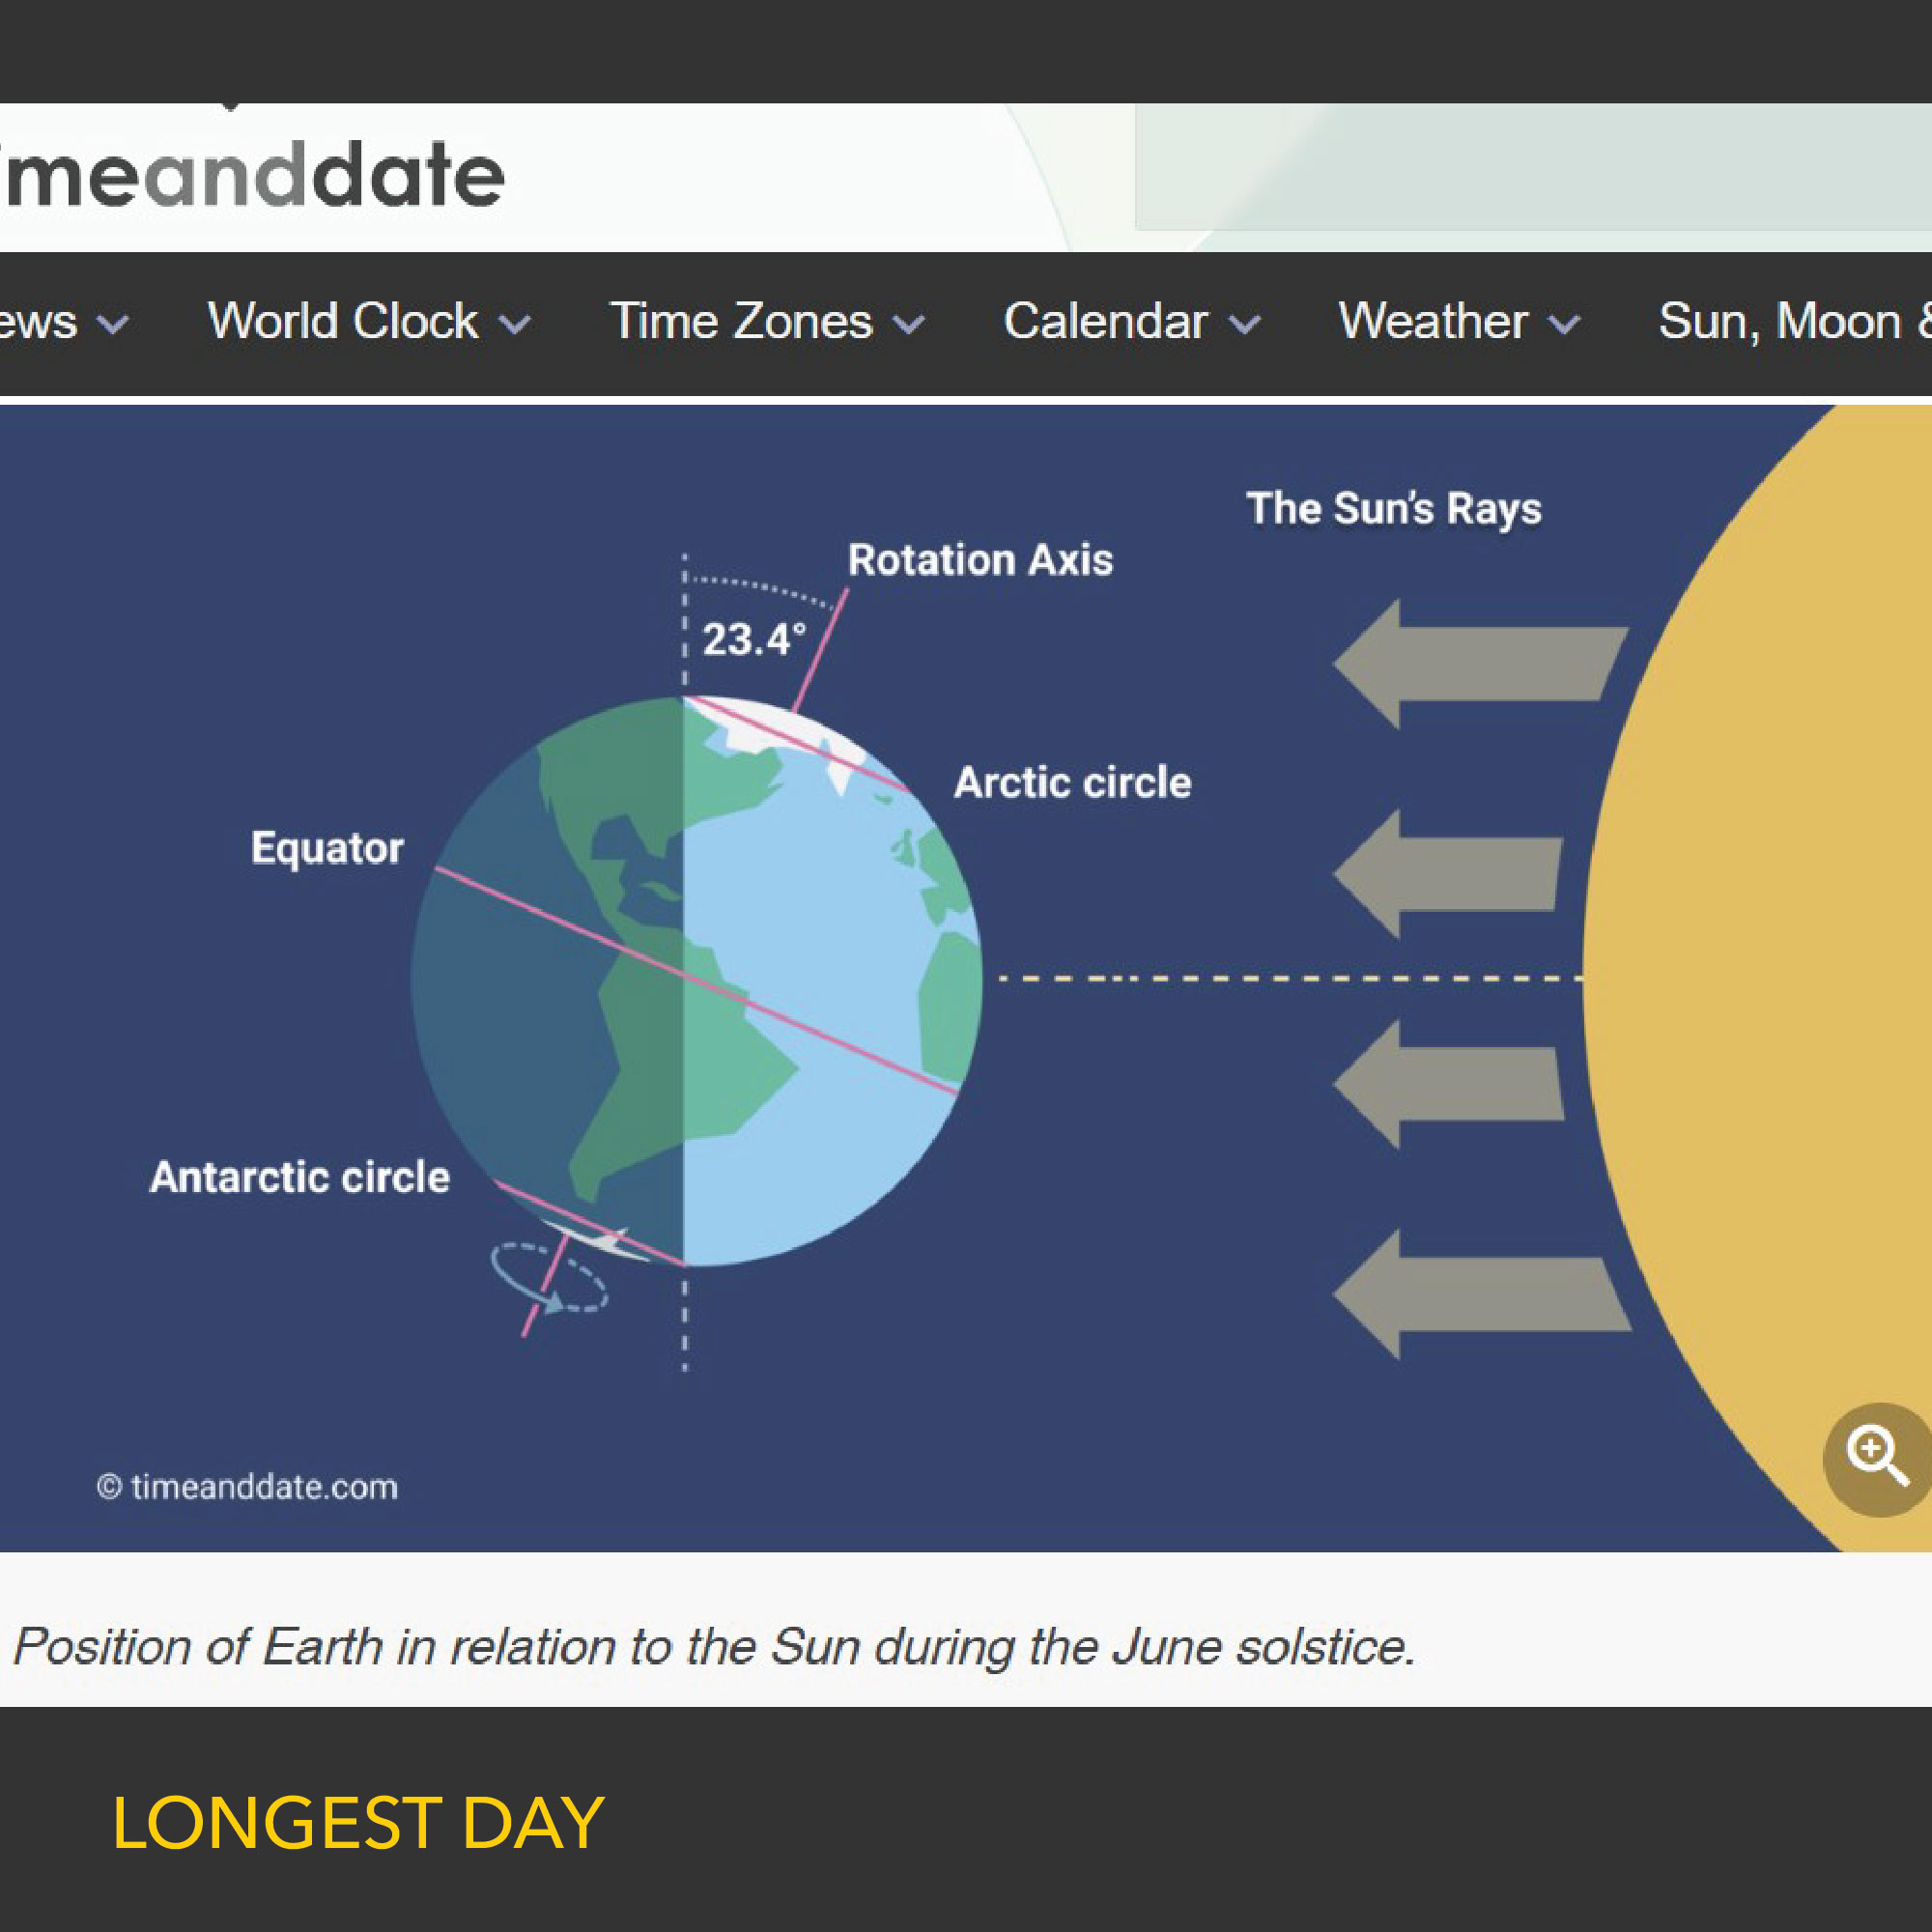 imeanddate
ews World Clock Time Zones Calendar Weather Sun, Moon &
The Sun's Rays
Rotation Axis
23.4°
Arctic circle
Equator
Antarctic circle
© timeanddate.com
Position of Earth in relation to the Sun during the June solstice.
LONGEST DAY